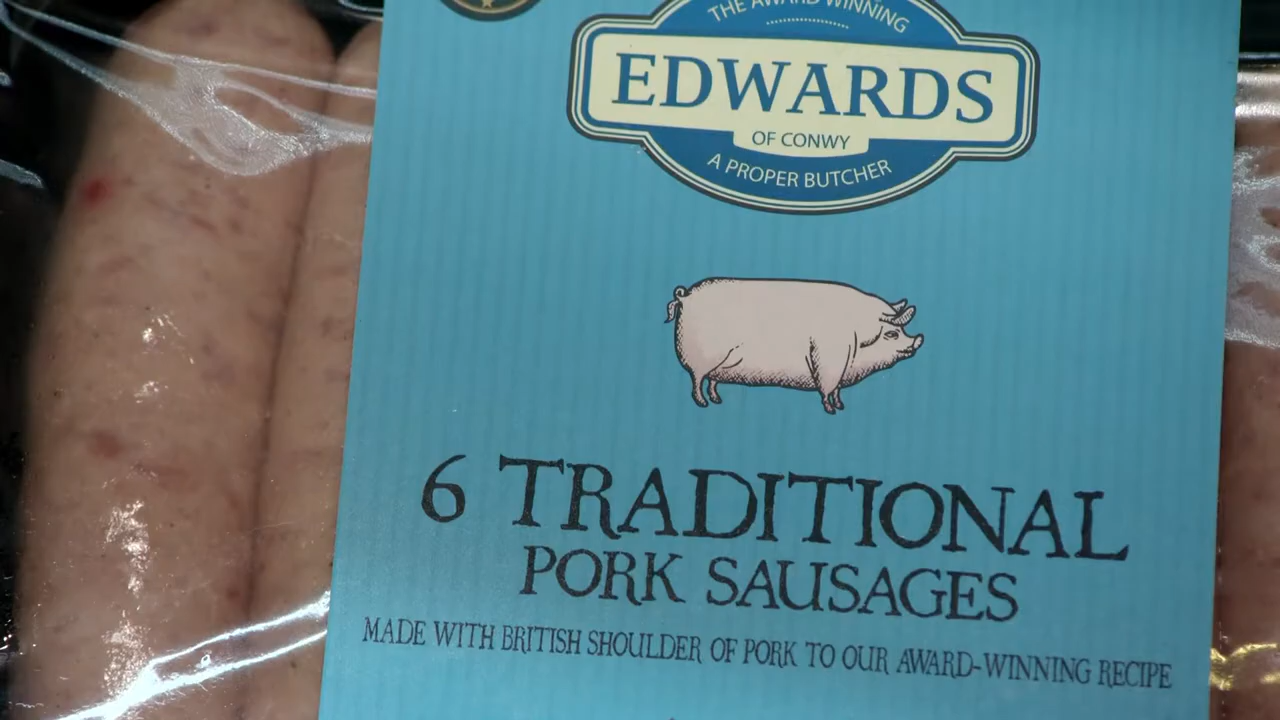 THE AWARD WINNING
EDWARDS
OF CONWY
A PROPER BUTCHER
6 TRADITIONAL
PORK SAUSAGES
MADE WITH BRITISH SHOULDER OF PORK TO OUR AWARD-WINNING RECIPE